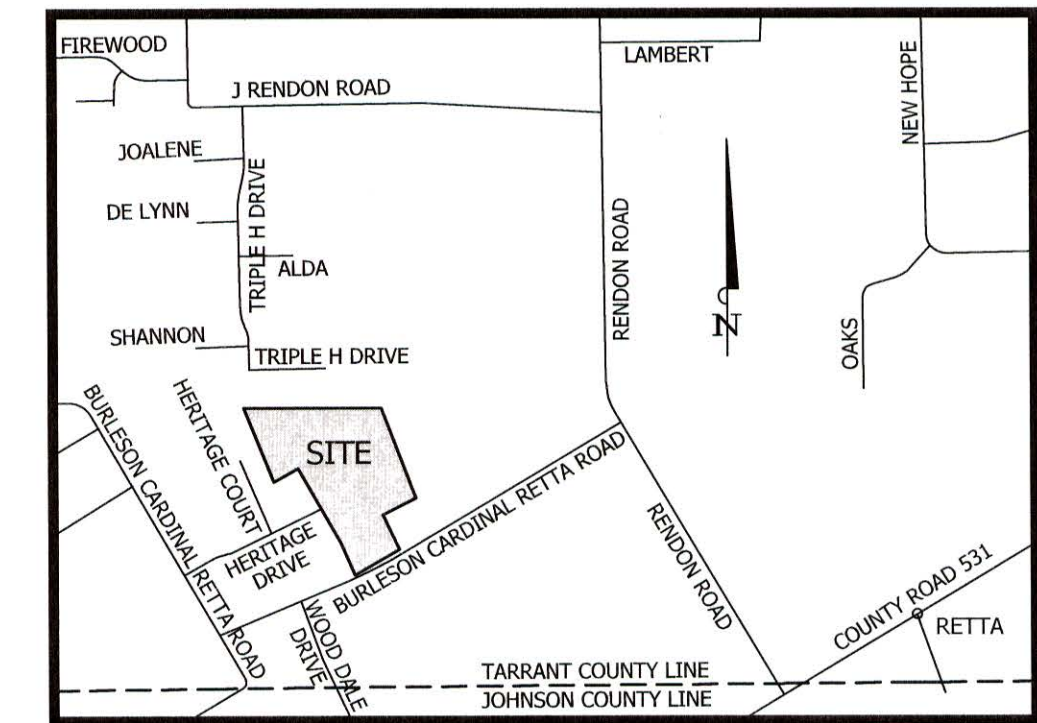 FIREWOOD
LAMBERT
J RENDON ROAD
NEW HOPE
JOALENE
TRIPLE H DRIVE
DE LYNN
RENDON ROAD
ALDA
N
SHANNON
TRIPLE H DRIVE
OAKS
BURLESON CARDINAL RETTA ROAD
HERITAGE COURT
SITE
BURLESON CARDINAL RETTA ROAD
HERITAGE
DRIVE
RENDON ROAD
COUNTY ROAD 531
RETTA
WOOD DALE
DRIVE
TARRANT COUNTY LINE
JOHNSON COUNTY LINE